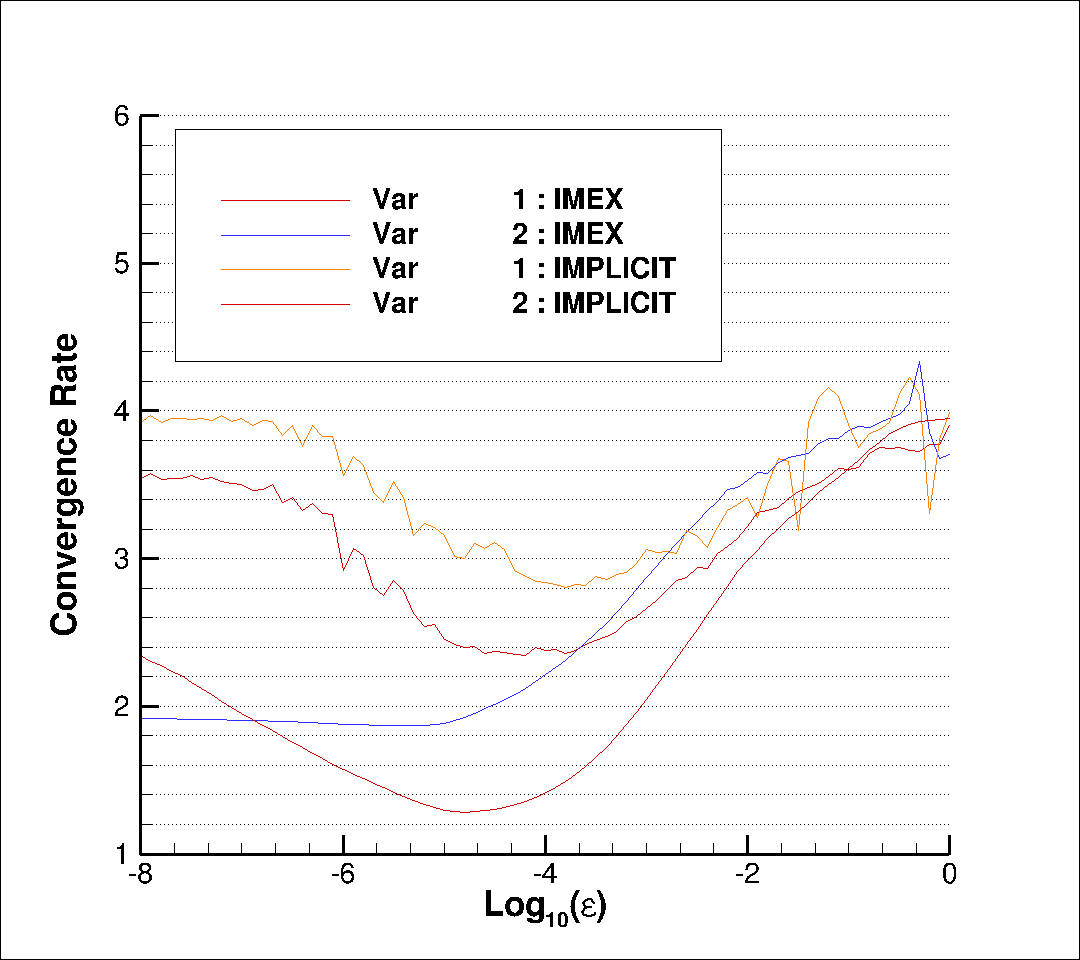 6
Var 1 : IMEX
Var 2 : IMEX
Var 1 : IMPLICIT
Var 2 : IMPLICIT
5
4
3
2
1
Convergence Rate
-8 -6 -4 -2 0
Log10(ε)